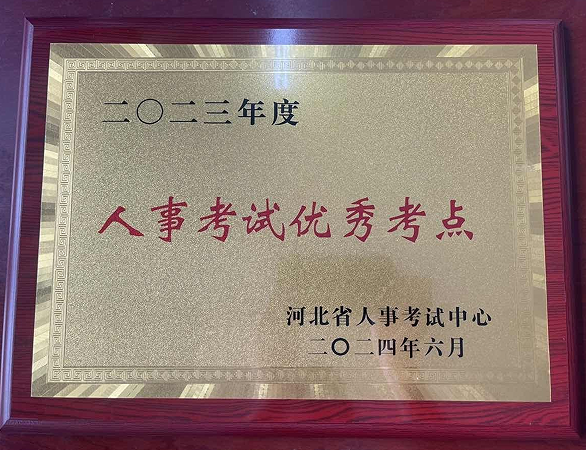 二〇二三年度
人事考试优秀考点
河北省人事考试中心
二〇二四年六月